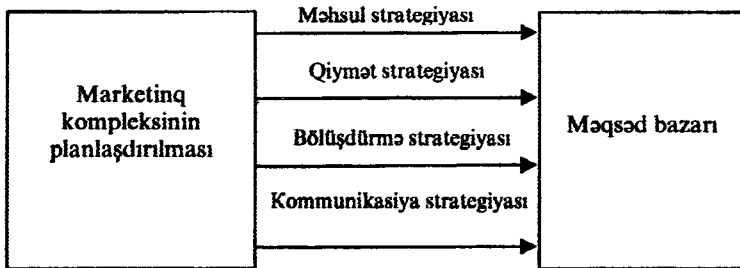 Məhsul strategiyası
Qiymət strategiyası
Marketinq
kompleksinin
planlaşdırılması
Bölüşdürmə strategiyası
Məqsəd bazarı
Kommunikasiya strategiyası